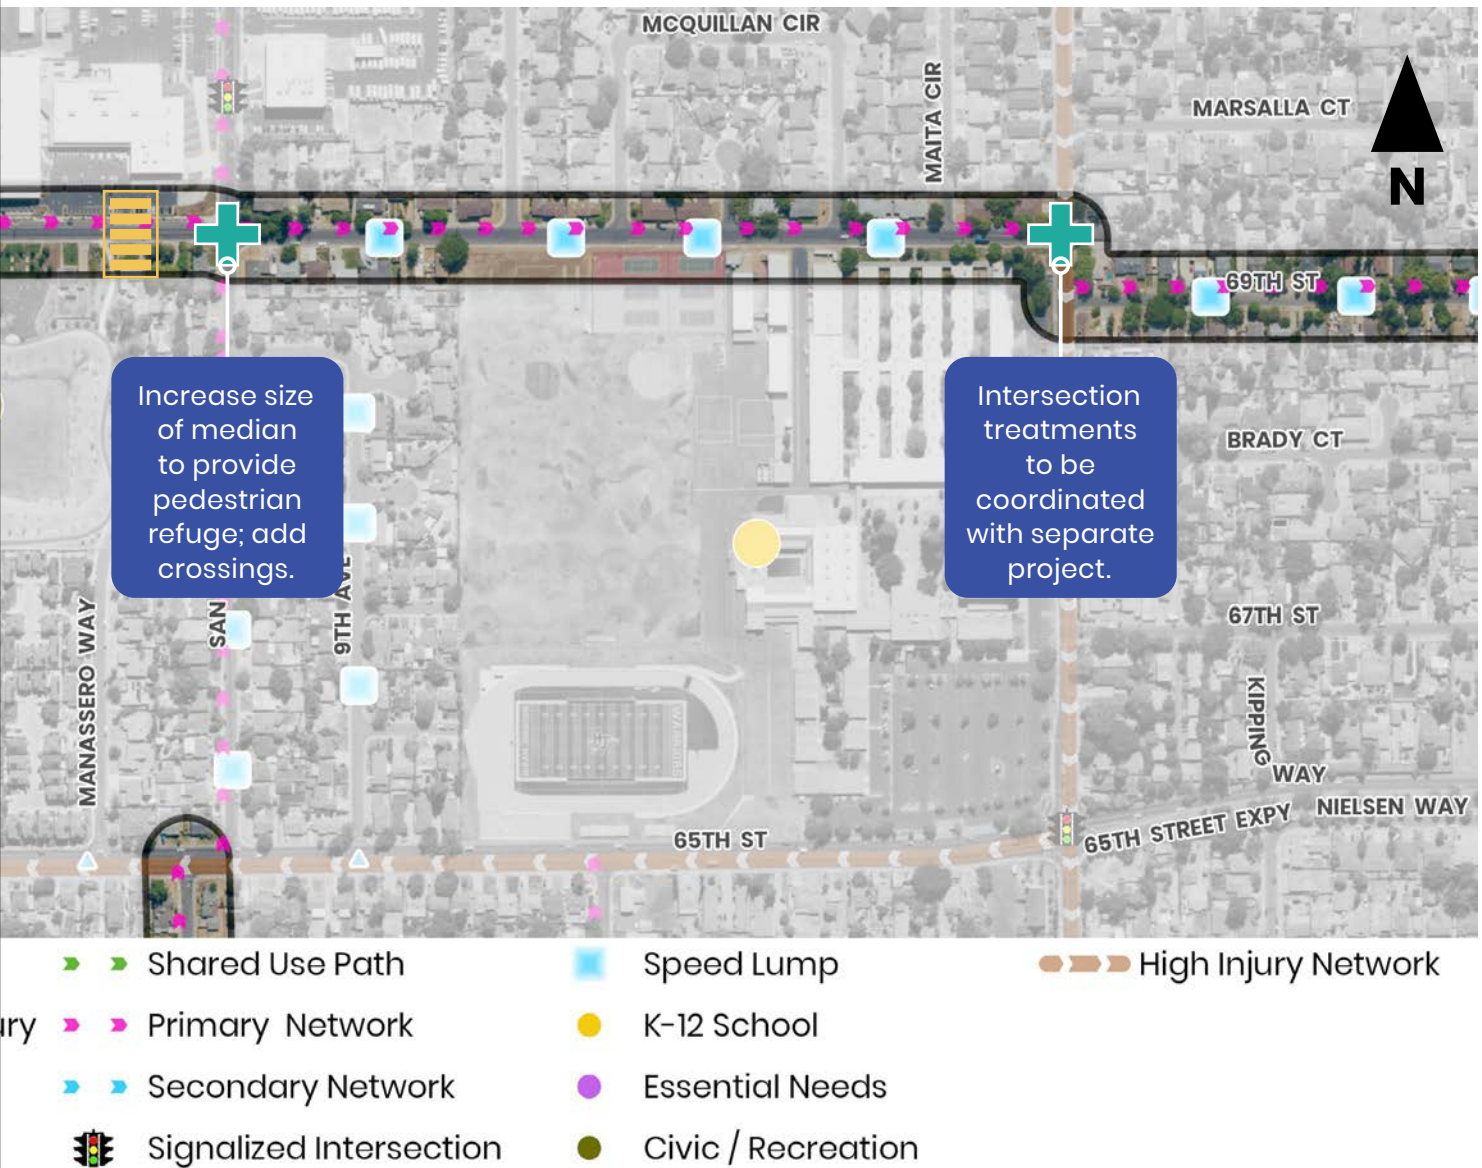 MCQUILLAN CIR
MAITA CIR
MARSALLA CT
N
69TH ST
Increase size
of median
to provide
pedestrian
refuge; add
crossings.
Intersection
treatments
to be
coordinated
with separate
project.
BRADY CT
MANASSERO WAY
SAN
9TH AVE
67TH ST
KIPPING
WAY
65TH ST
65TH STREET EXPY
NIELSEN WAY
Shared Use Path
Speed Lump
High Injury Network
ury
Primary Network
K-12 School
Secondary Network
Essential Needs
Signalized Intersection
Civic / Recreation